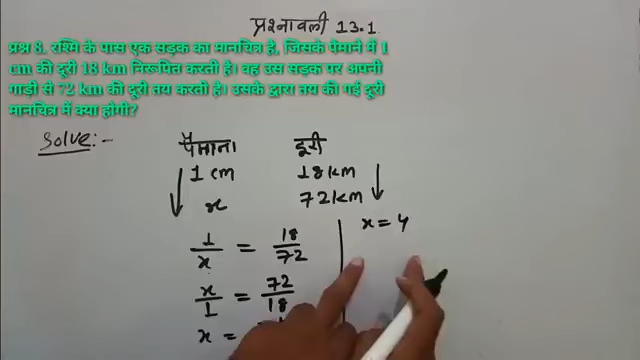 प्रश्नावली 13.1
प्रश्न 8. रश्मि के पास एक सड़क का मानचित्र है, जिसके पैमाने में 1
cm की दूरी 18 km निरूपित करती है। वह उस सड़क पर अपनी
गाड़ी से 72 km की दूरी तय करती है। उसके द्वारा तय की गई दूरी
मानचित्र में क्या होगी?
Solve:-
पैमाना दूरी
1 cm 18 km
x 72 km
1/x = 18/72
x/1 = 72/18
x =
x = 4